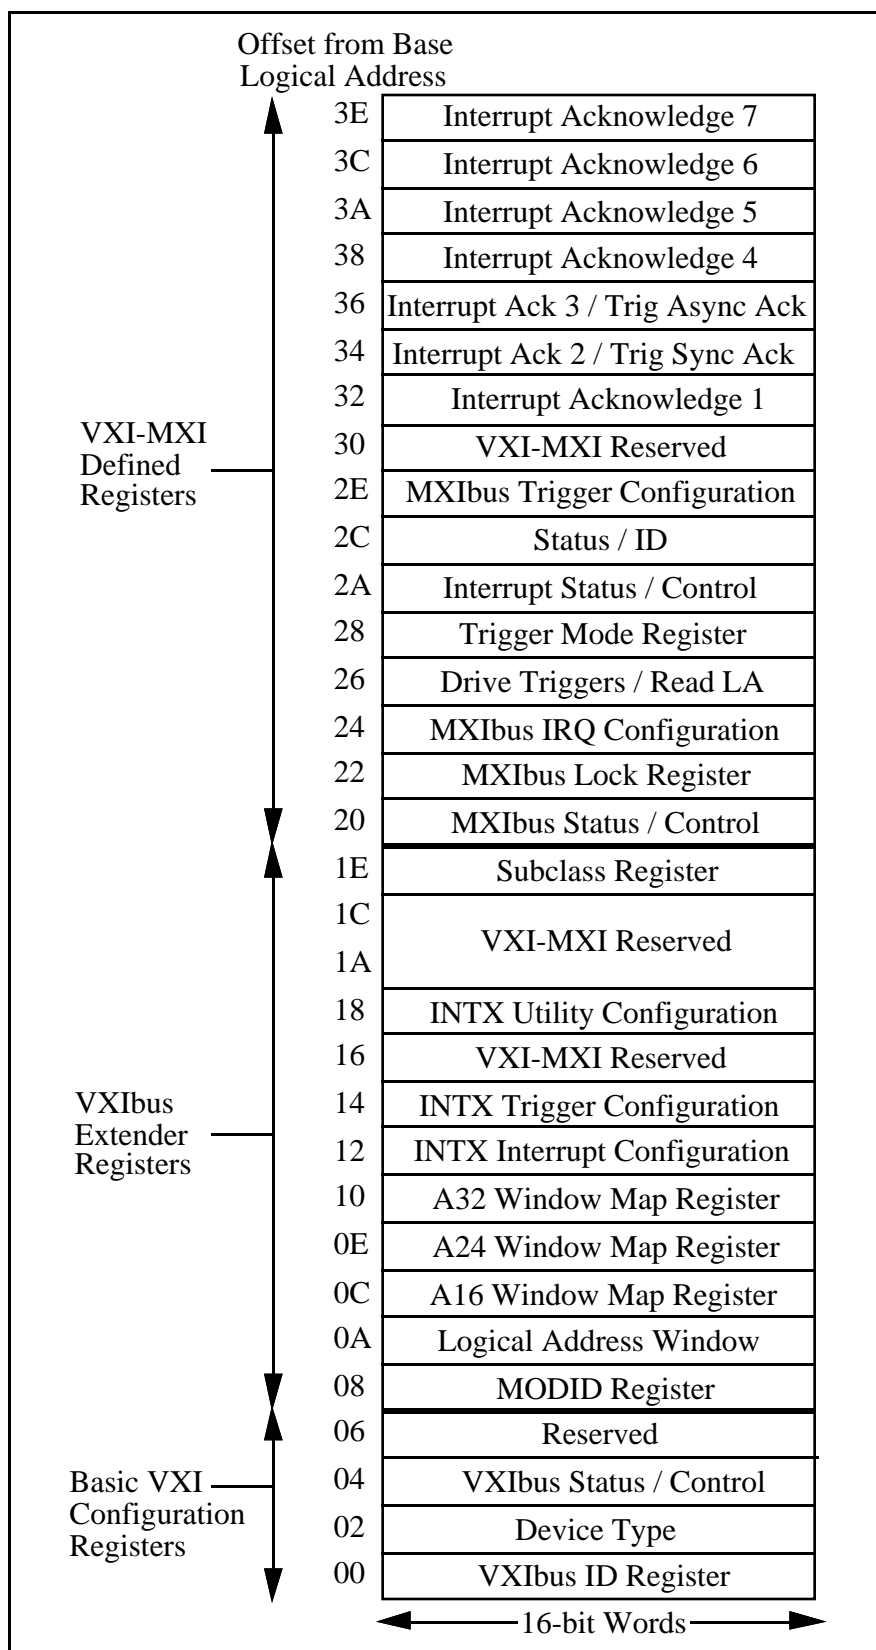 Offset from Base
Logical Address
3E Interrupt Acknowledge 7
3C Interrupt Acknowledge 6
3A Interrupt Acknowledge 5
38 Interrupt Acknowledge 4
36 Interrupt Ack 3 / Trig Async Ack
34 Interrupt Ack 2 / Trig Sync Ack
32 Interrupt Acknowledge 1
30 VXI-MXI Reserved
2E MXIbus Trigger Configuration
2C Status / ID
2A Interrupt Status / Control
28 Trigger Mode Register
26 Drive Triggers / Read LA
24 MXIbus IRQ Configuration
22 MXIbus Lock Register
20 MXIbus Status / Control
VXI-MXI
Defined
Registers
1E Subclass Register
1C
VXI-MXI Reserved
1A
18 INTX Utility Configuration
16 VXI-MXI Reserved
14 INTX Trigger Configuration
12 INTX Interrupt Configuration
10 A32 Window Map Register
0E A24 Window Map Register
0C A16 Window Map Register
0A Logical Address Window
08 MODID Register
VXIbus
Extender
Registers
06 Reserved
04 VXIbus Status / Control
02 Device Type
00 VXIbus ID Register
Basic VXI
Configuration
Registers
16-bit Words